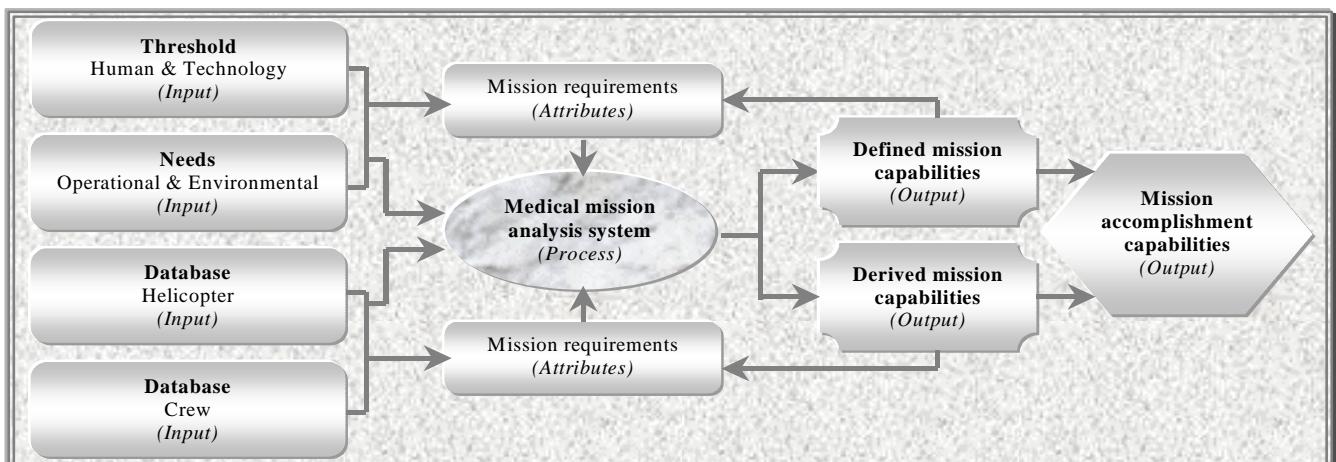 Threshold
Human & Technology
(Input)
Needs
Operational & Environmental
(Input)
Database
Helicopter
(Input)
Database
Crew
(Input)
Mission requirements
(Attributes)
Medical mission
analysis system
(Process)
Mission requirements
(Attributes)
Defined mission
capabilities
(Output)
Derived mission
capabilities
(Output)
Mission
accomplishment
capabilities
(Output)